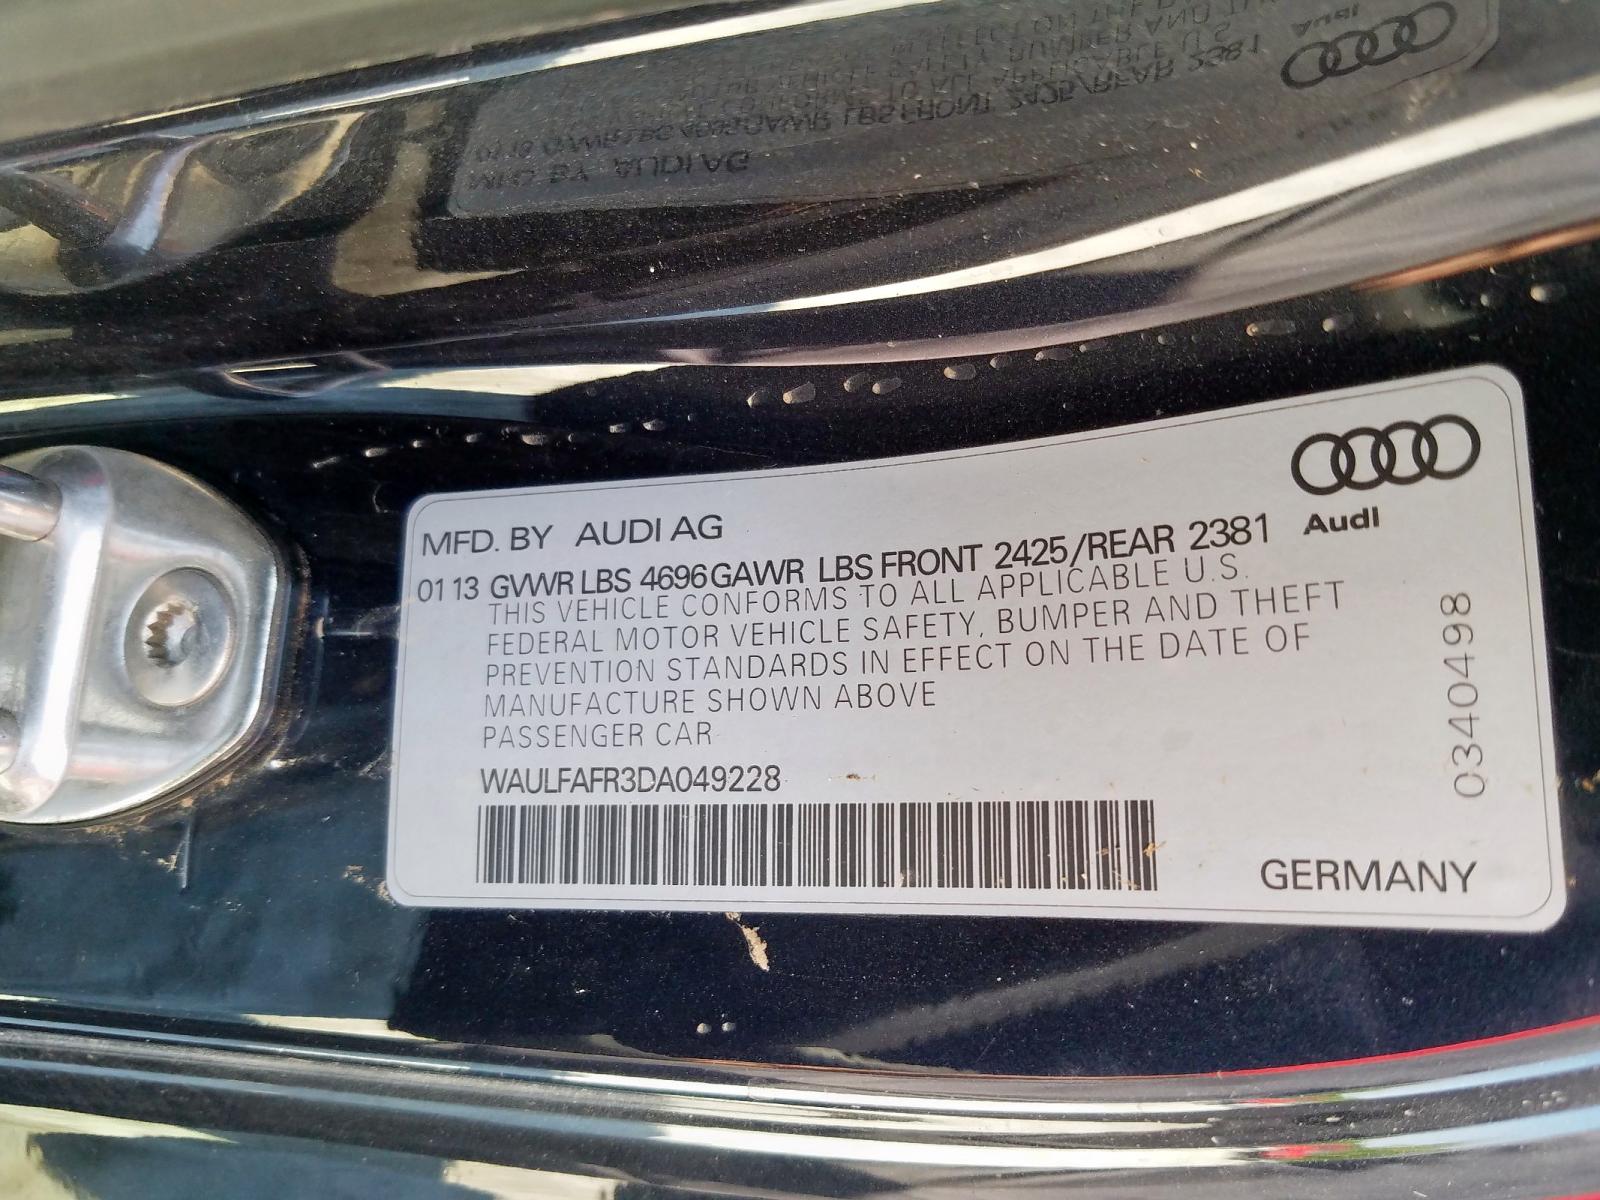 MFD. BY AUDI AG
Audi
01 13 GVWR LBS 4696 GAWR LBS FRONT 2425/REAR 2381
THIS VEHICLE CONFORMS TO ALL APPLICABLE U.S.
FEDERAL MOTOR VEHICLE SAFETY, BUMPER AND THEFT
PREVENTION STANDARDS IN EFFECT ON THE DATE OF
MANUFACTURE SHOWN ABOVE
PASSENGER CAR
WAULFAFR3DA049228
0340498
GERMANY